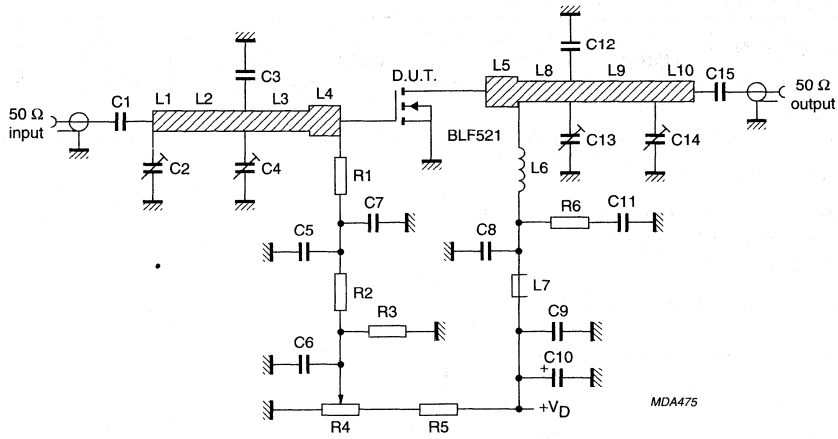 C12
C3
L5
L8
L9
L10
C15
D.U.T.
50 Ω
input
C1
L1
L2
L3
L4
50 Ω
output
BLF521
C13
C14
C2
C4
L6
R1
C7
R6
C11
C5
C8
R2
L7
R3
C9
C6
+
C10
MDA475
+VD
R4
R5